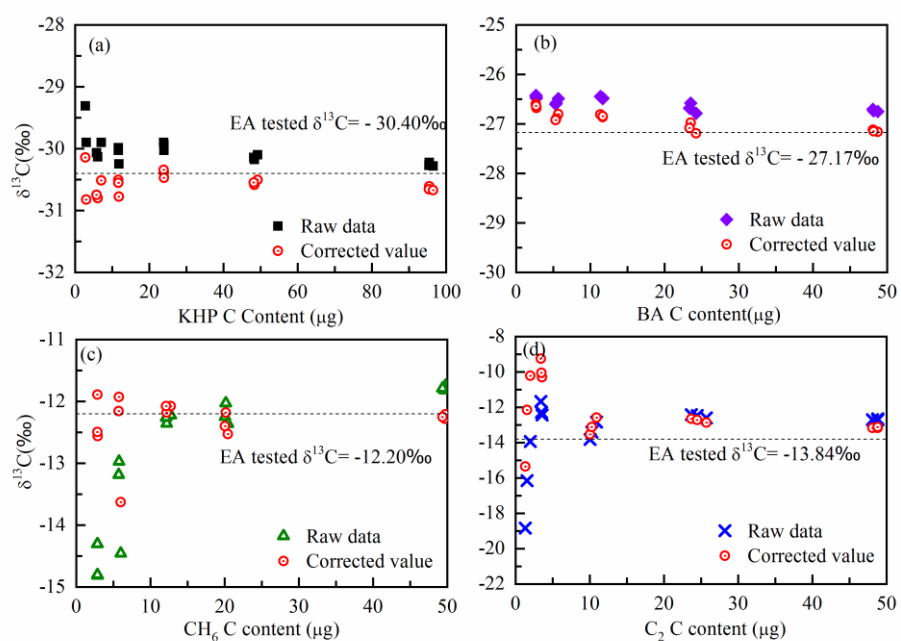 (a)
-28
-29
-30
-31
-32
δ¹³C(‰)
EA tested δ¹³C= - 30.40‰
Raw data
Corrected value
0 20 40 60 80 100
KHP C Content (μg)
(b)
-25
-26
-27
-28
-29
-30
EA tested δ¹³C= - 27.17‰
Raw data
Corrected value
0 10 20 30 40 50
BA C content(μg)
(c)
-11
-12
-13
-14
-15
δ¹³C(‰)
EA tested δ¹³C= -12.20‰
Raw data
Corrected value
0 10 20 30 40 50
CH₆ C content (μg)
(d)
-8
-10
-12
-14
-16
-18
-20
-22
EA tested δ¹³C= -13.84‰
Raw data
Corrected value
0 10 20 30 40 50
C₂ C content (μg)